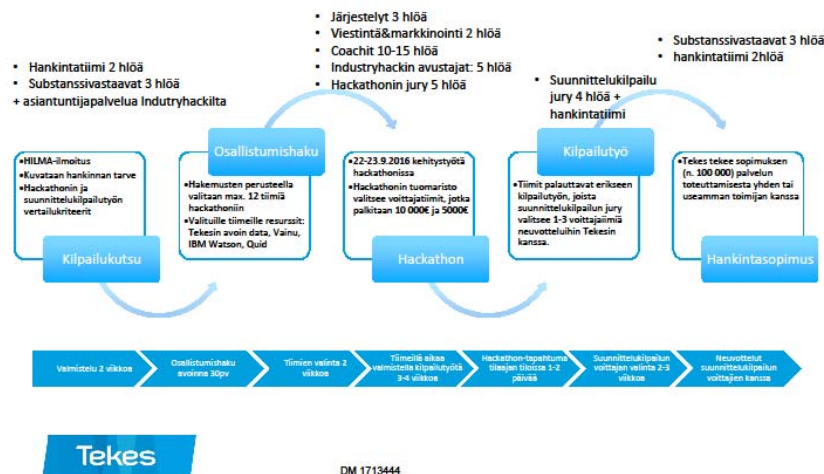 • Järjestelyt 3 hlöä
• Viestintä&markkinointi 2 hlöä
• Coachit 10-15 hlöä
• Industryhackin avustajat: 5 hlöä
• Hackathonin jury 5 hlöä
• Hankintatiimi 2 hlöä
• Substanssivastaavat 3 hlöä
+ asiantuntijapalvelua Indutryhackilta
• Suunnittelukilpailu
jury 4 hlöä +
hankintatiimi
• Substanssivastaavat 3 hlöä
• hankintatiimi 2hlöä
•HILMA-ilmoitus
•Kuvataan hankinnan tarve
•Hackathonin ja
suunnittelukilpailutyön
vertailukriteerit
Kilpailukutsu
Osallistumishaku
•Hakemusten perusteella
valitaan max. 12 tiimiä
hackathoniin
•Valituille tiimeille resurssit:
Tekesin avoin data, Vainu,
IBM Watson, Quid
•22-23.9.2016 kehitystyötä
hackathonissa
•Hackathonin tuomaristo
valitsee voittajatiimit, jotka
palkitaan 10 000€ ja 5000€
Hackathon
Kilpailutyö
•Tiimit palauttavat erikseen
kilpailutyön, joista
suunnittelukilpailun jury
valitsee 1-3 voittajaiimiä
neuvotteluihin Tekesin
kanssa.
•Tekes tekee sopimuksen
(n. 100 000) palvelun
toteuttamisesta yhden tai
useamman toimijan kanssa
Hankintasopimus
Valmistelu 2 viikkoa
Osallistumishaku
avoinna 30pv
Tiimien valinta 2
viikkoa
Tiimeillä aikaa
valmistella kilpailutyötä
3-4 viikkoa
Hackathon-tapahtuma
tilaajan tiloissa 1-2
päivää
Suunnittelukilpailun
voittajan valinta 2-3
viikkoa
Neuvottelut
suunnittelukilpailun
voittajien kanssa
Tekes
DM 1713444